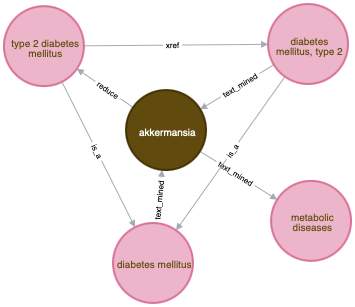 type 2 diabetes
mellitus
xref
diabetes
mellitus, type 2
reduce
text_mined
akkermansia
is_a
is_a
text_mined
text_mined
metabolic
diseases
diabetes mellitus